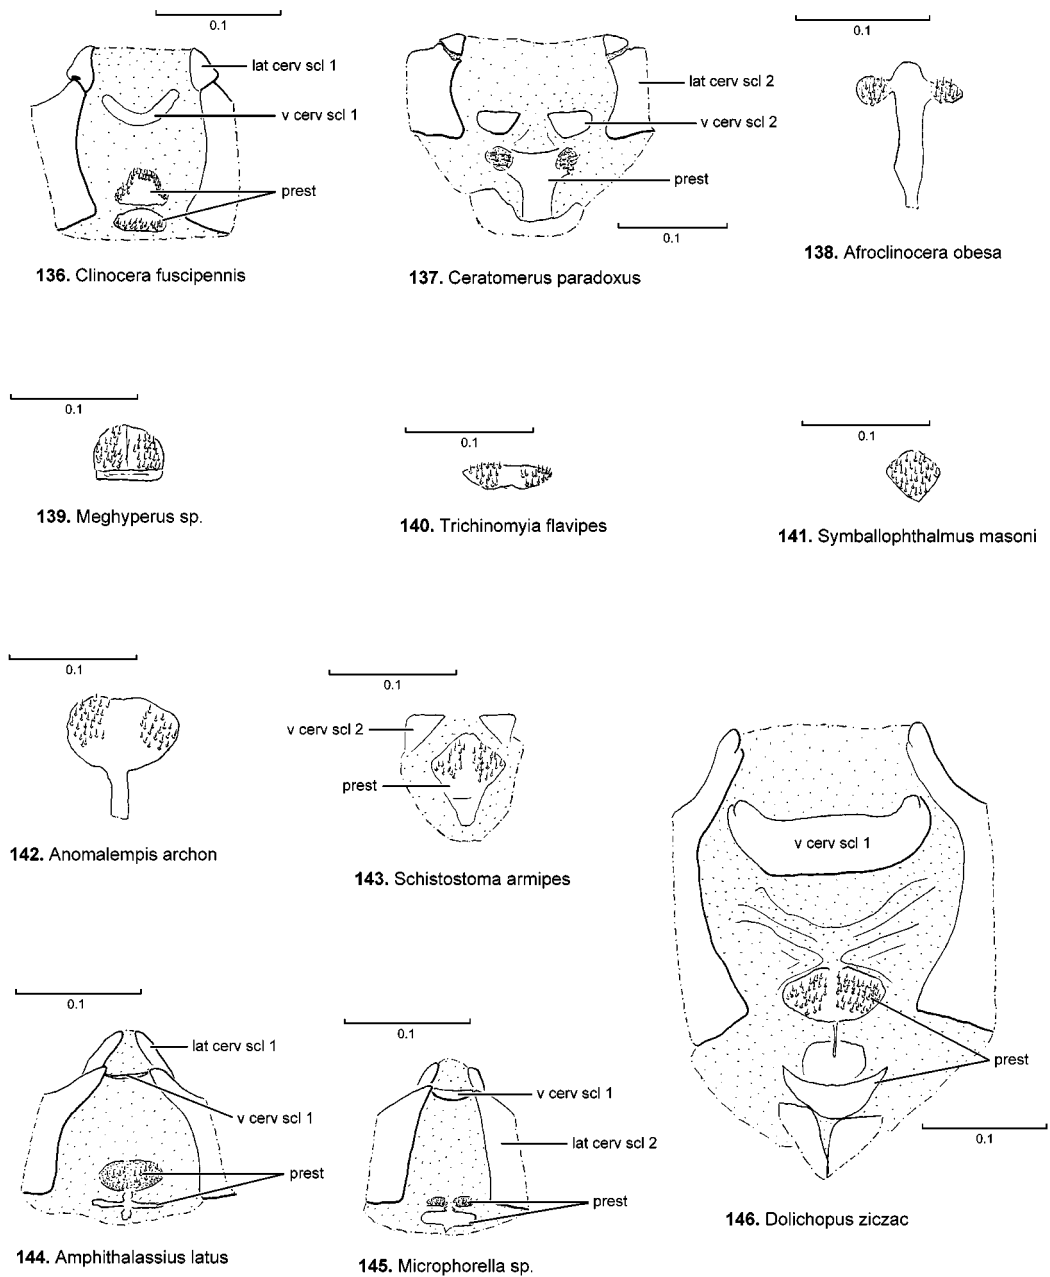 0.1
lat cerv scl 1
v cerv scl 1
prest
136. Clinocera fuscipennis
lat cerv scl 2
v cerv scl 2
prest
0.1
137. Ceratomerus paradoxus
0.1
138. Afroclinocera obesa
0.1
139. Meghyperus sp.
0.1
140. Trichinomyia flavipes
0.1
141. Symballophthalmus masoni
0.1
142. Anomalempis archon
0.1
v cerv scl 2
prest
143. Schistostoma armipes
0.1
lat cerv scl 1
v cerv scl 1
prest
144. Amphithalassius latus
0.1
v cerv scl 1
lat cerv scl 2
prest
145. Microphorella sp.
v cerv scl 1
prest
0.1
146. Dolichopus ziczac